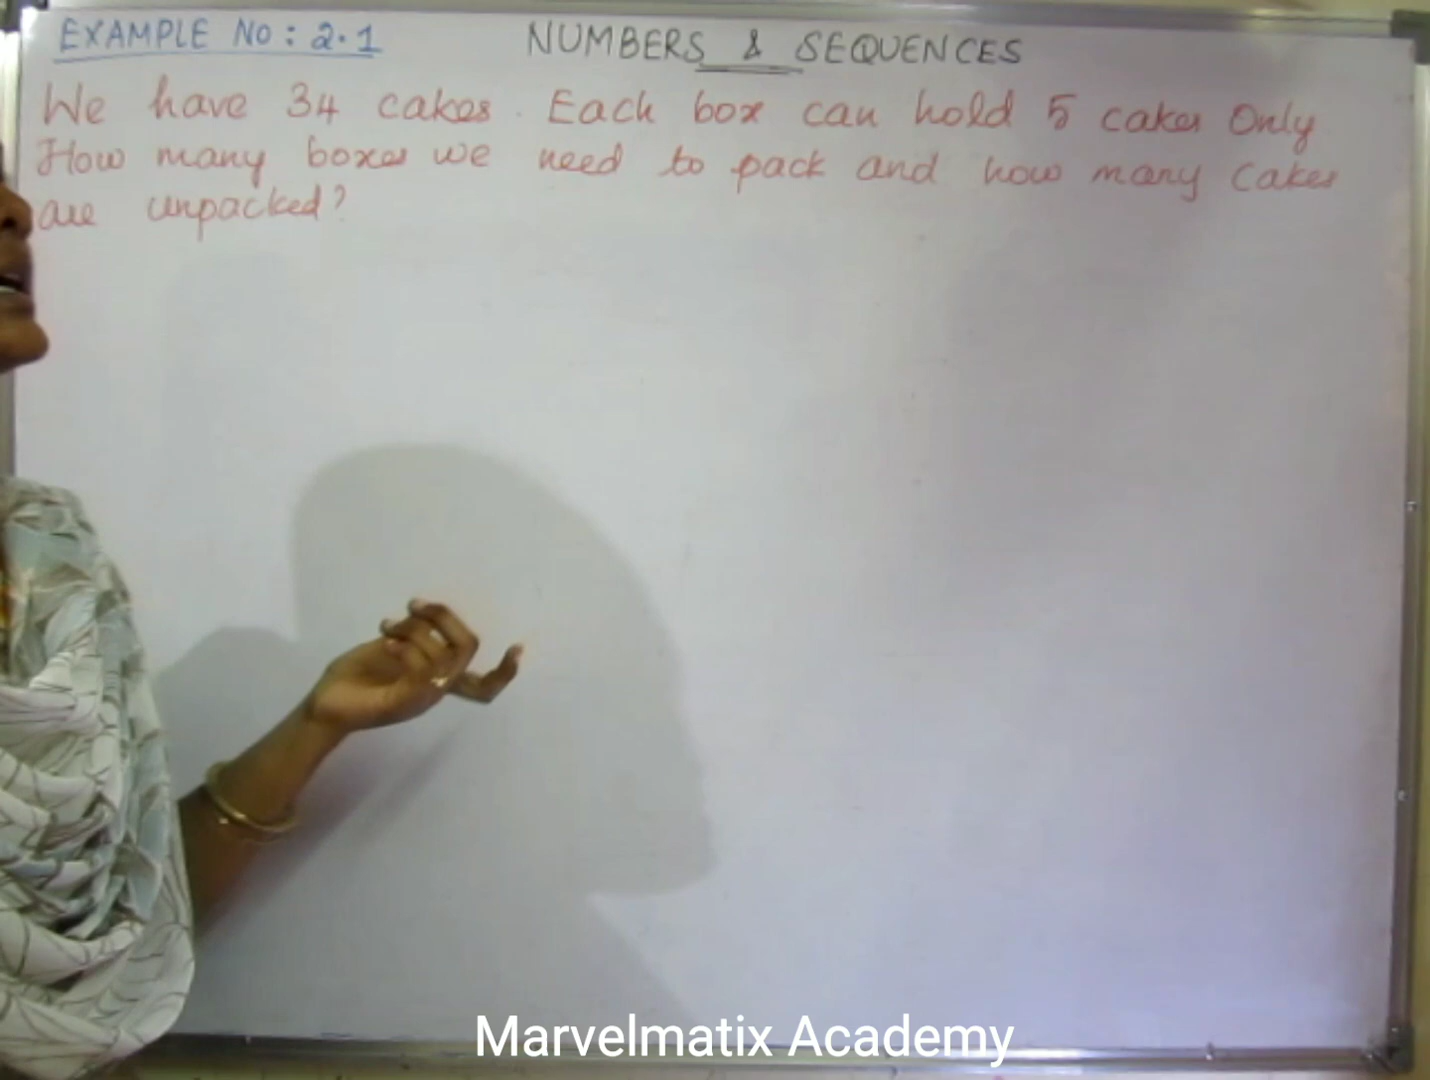 EXAMPLE NO: 2.1
NUMBERS & SEQUENCES
We have 34 cakes. Each box can hold 5 cakes Only
How many boxes we need to pack and how many cakes
are unpacked?
Marvelmatix Academy